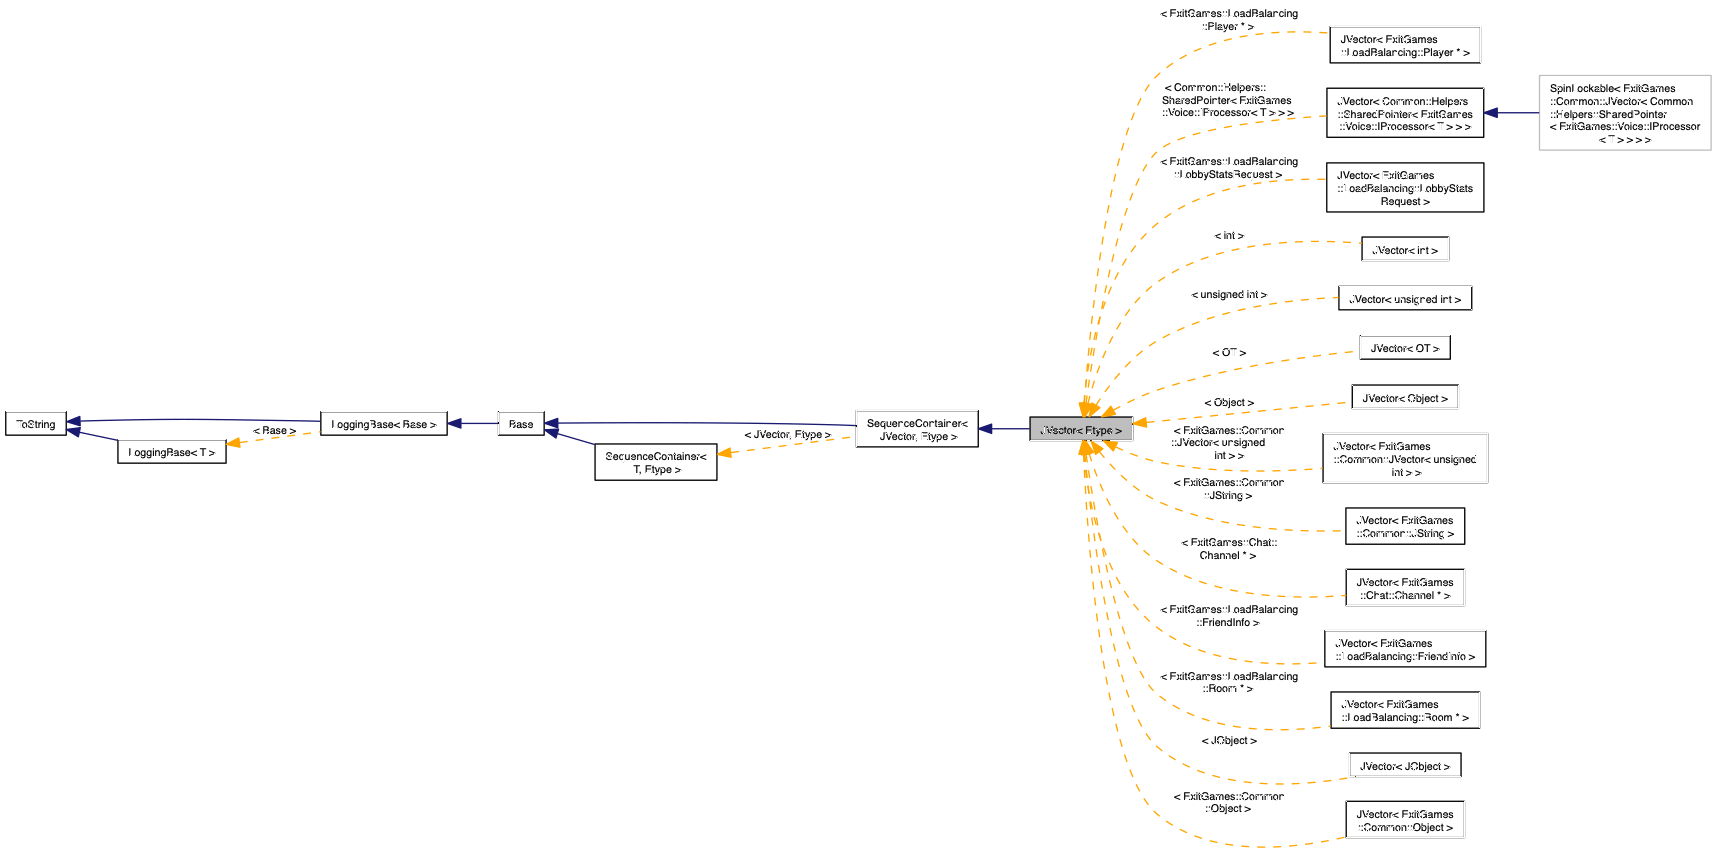 ToString
LoggingBase< T >
< Base >
LoggingBase< Base >
Base
SequenceContainer<
T, Etype >
< JVector, Etype >
SequenceContainer<
JVector, Etype >
JVector< Etype >
< ExitGames::LoadBalancing
::Player * >
JVector< ExitGames
::LoadBalancing::Player * >
< Common::Helpers::
SharedPointer< ExitGames
::Voice::IProcessor< T > > >
JVector< Common::Helpers
::SharedPointer< ExitGames
::Voice::IProcessor< T > > >
SpinLockable< ExitGames
::Common::JVector< Common
::Helpers::SharedPointer
< ExitGames::Voice::IProcessor
< T > > > >
< ExitGames::LoadBalancing
::LobbyStatsRequest >
JVector< ExitGames
::LoadBalancing::LobbyStats
Request >
< int >
JVector< int >
< unsigned int >
JVector< unsigned int >
< OT >
JVector< OT >
< Object >
JVector< Object >
< ExitGames::Common
::JVector< unsigned
int > >
JVector< ExitGames
::Common::JVector< unsigned
int > >
< ExitGames::Common
::JString >
JVector< ExitGames
::Common::JString >
< ExitGames::Chat::
Channel * >
JVector< ExitGames
::Chat::Channel * >
< ExitGames::LoadBalancing
::FriendInfo >
JVector< ExitGames
::LoadBalancing::FriendInfo >
< ExitGames::LoadBalancing
::Room * >
JVector< ExitGames
::LoadBalancing::Room * >
< JObject >
JVector< JObject >
< ExitGames::Common
::Object >
JVector< ExitGames
::Common::Object >